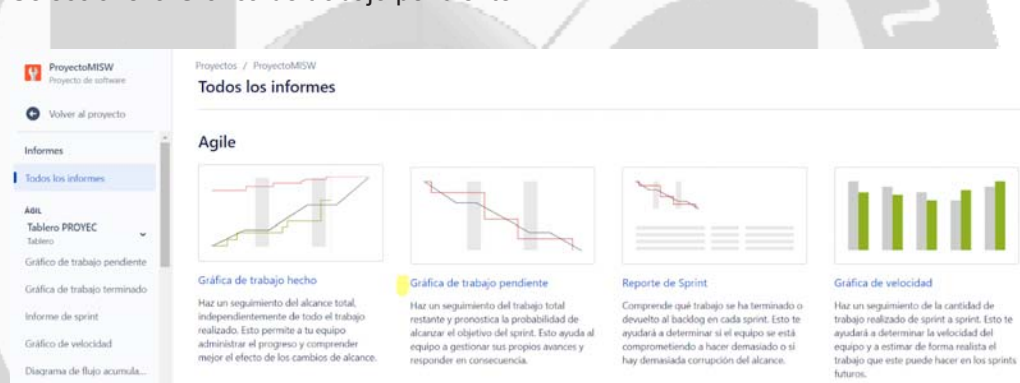 ProyectoMISW
Proyecto de software
Volver al proyecto
Informes
Todos los informes
ÁGIL
Tablero PROYEC
Tablero
Gráfico de trabajo pendiente
Gráfico de trabajo terminado
Informe de sprint
Gráfico de velocidad
Diagrama de flujo acumula...
Proyectos / ProyectoMISW
Todos los informes
Agile
Gráfica de trabajo hecho
Haz un seguimiento del alcance total,
independientemente de todo el trabajo
realizado. Esto permite a tu equipo
administrar el progreso y comprender
mejor el efecto de los cambios de alcance.
Gráfica de trabajo pendiente
Haz un seguimiento del trabajo total
restante y pronostica la probabilidad de
alcanzar el objetivo del sprint. Esto ayuda al
equipo a gestionar sus propios avances y
responder en consecuencia.
Reporte de Sprint
Comprende qué trabajo se ha terminado o
devuelto al backlog en cada sprint. Esto te
ayudará a determinar si el equipo se está
comprometiendo a hacer demasiado o si
hay demasiada corrupción del alcance.
Gráfica de velocidad
Haz un seguimiento de la cantidad de
trabajo realizado de sprint a sprint. Esto te
ayudará a determinar la velocidad del
equipo y a estimar de forma realista el
trabajo que este puede hacer en los sprints
futuros.